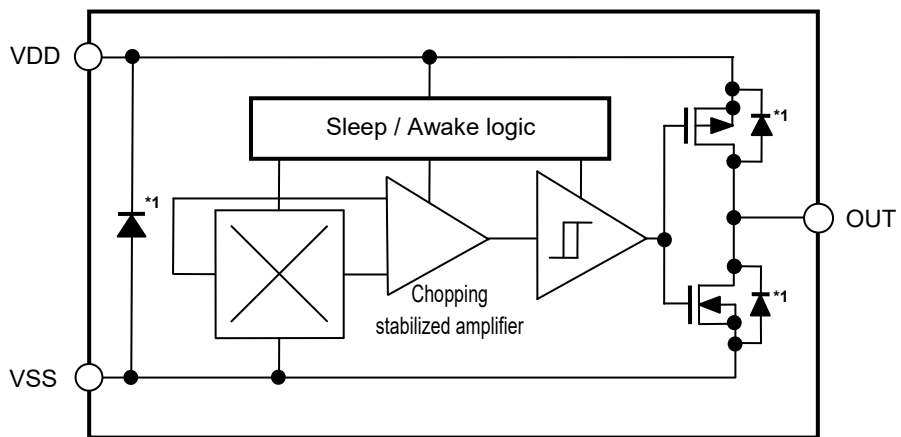 VDD
Sleep / Awake logic
*1
*1
OUT
Chopping
stabilized amplifier
*1
VSS